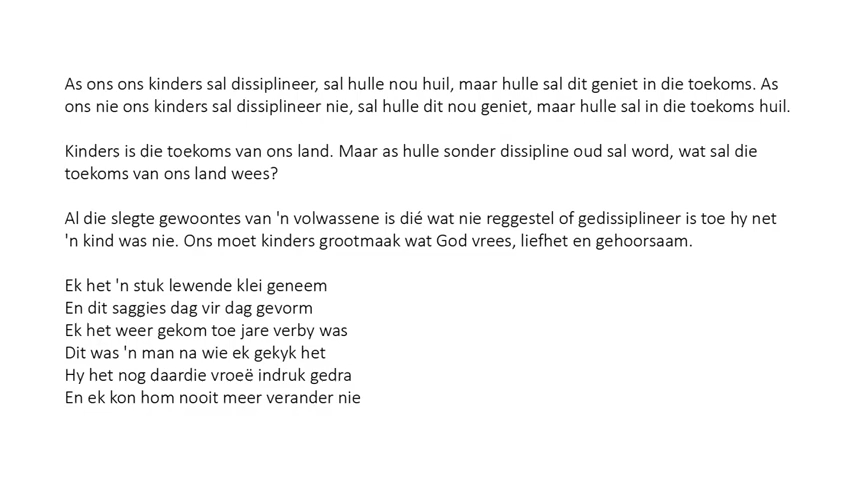 As ons ons kinders sal dissiplineer, sal hulle nou huil, maar hulle sal dit geniet in die toekoms. As
ons nie ons kinders sal dissiplineer nie, sal hulle dit nou geniet, maar hulle sal in die toekoms huil.
Kinders is die toekoms van ons land. Maar as hulle sonder dissipline oud sal word, wat sal die
toekoms van ons land wees?
Al die slegte gewoontes van 'n volwassene is dié wat nie reggestel of gedissiplineer is toe hy net
'n kind was nie. Ons moet kinders grootmaak wat God vrees, liefhet en gehoorsaam.
Ek het 'n stuk lewende klei geneem
En dit saggies dag vir dag gevorm
Ek het weer gekom toe jare verby was
Dit was 'n man na wie ek gekyk het
Hy het nog daardie vroeë indruk gedra
En ek kon hom nooit meer verander nie